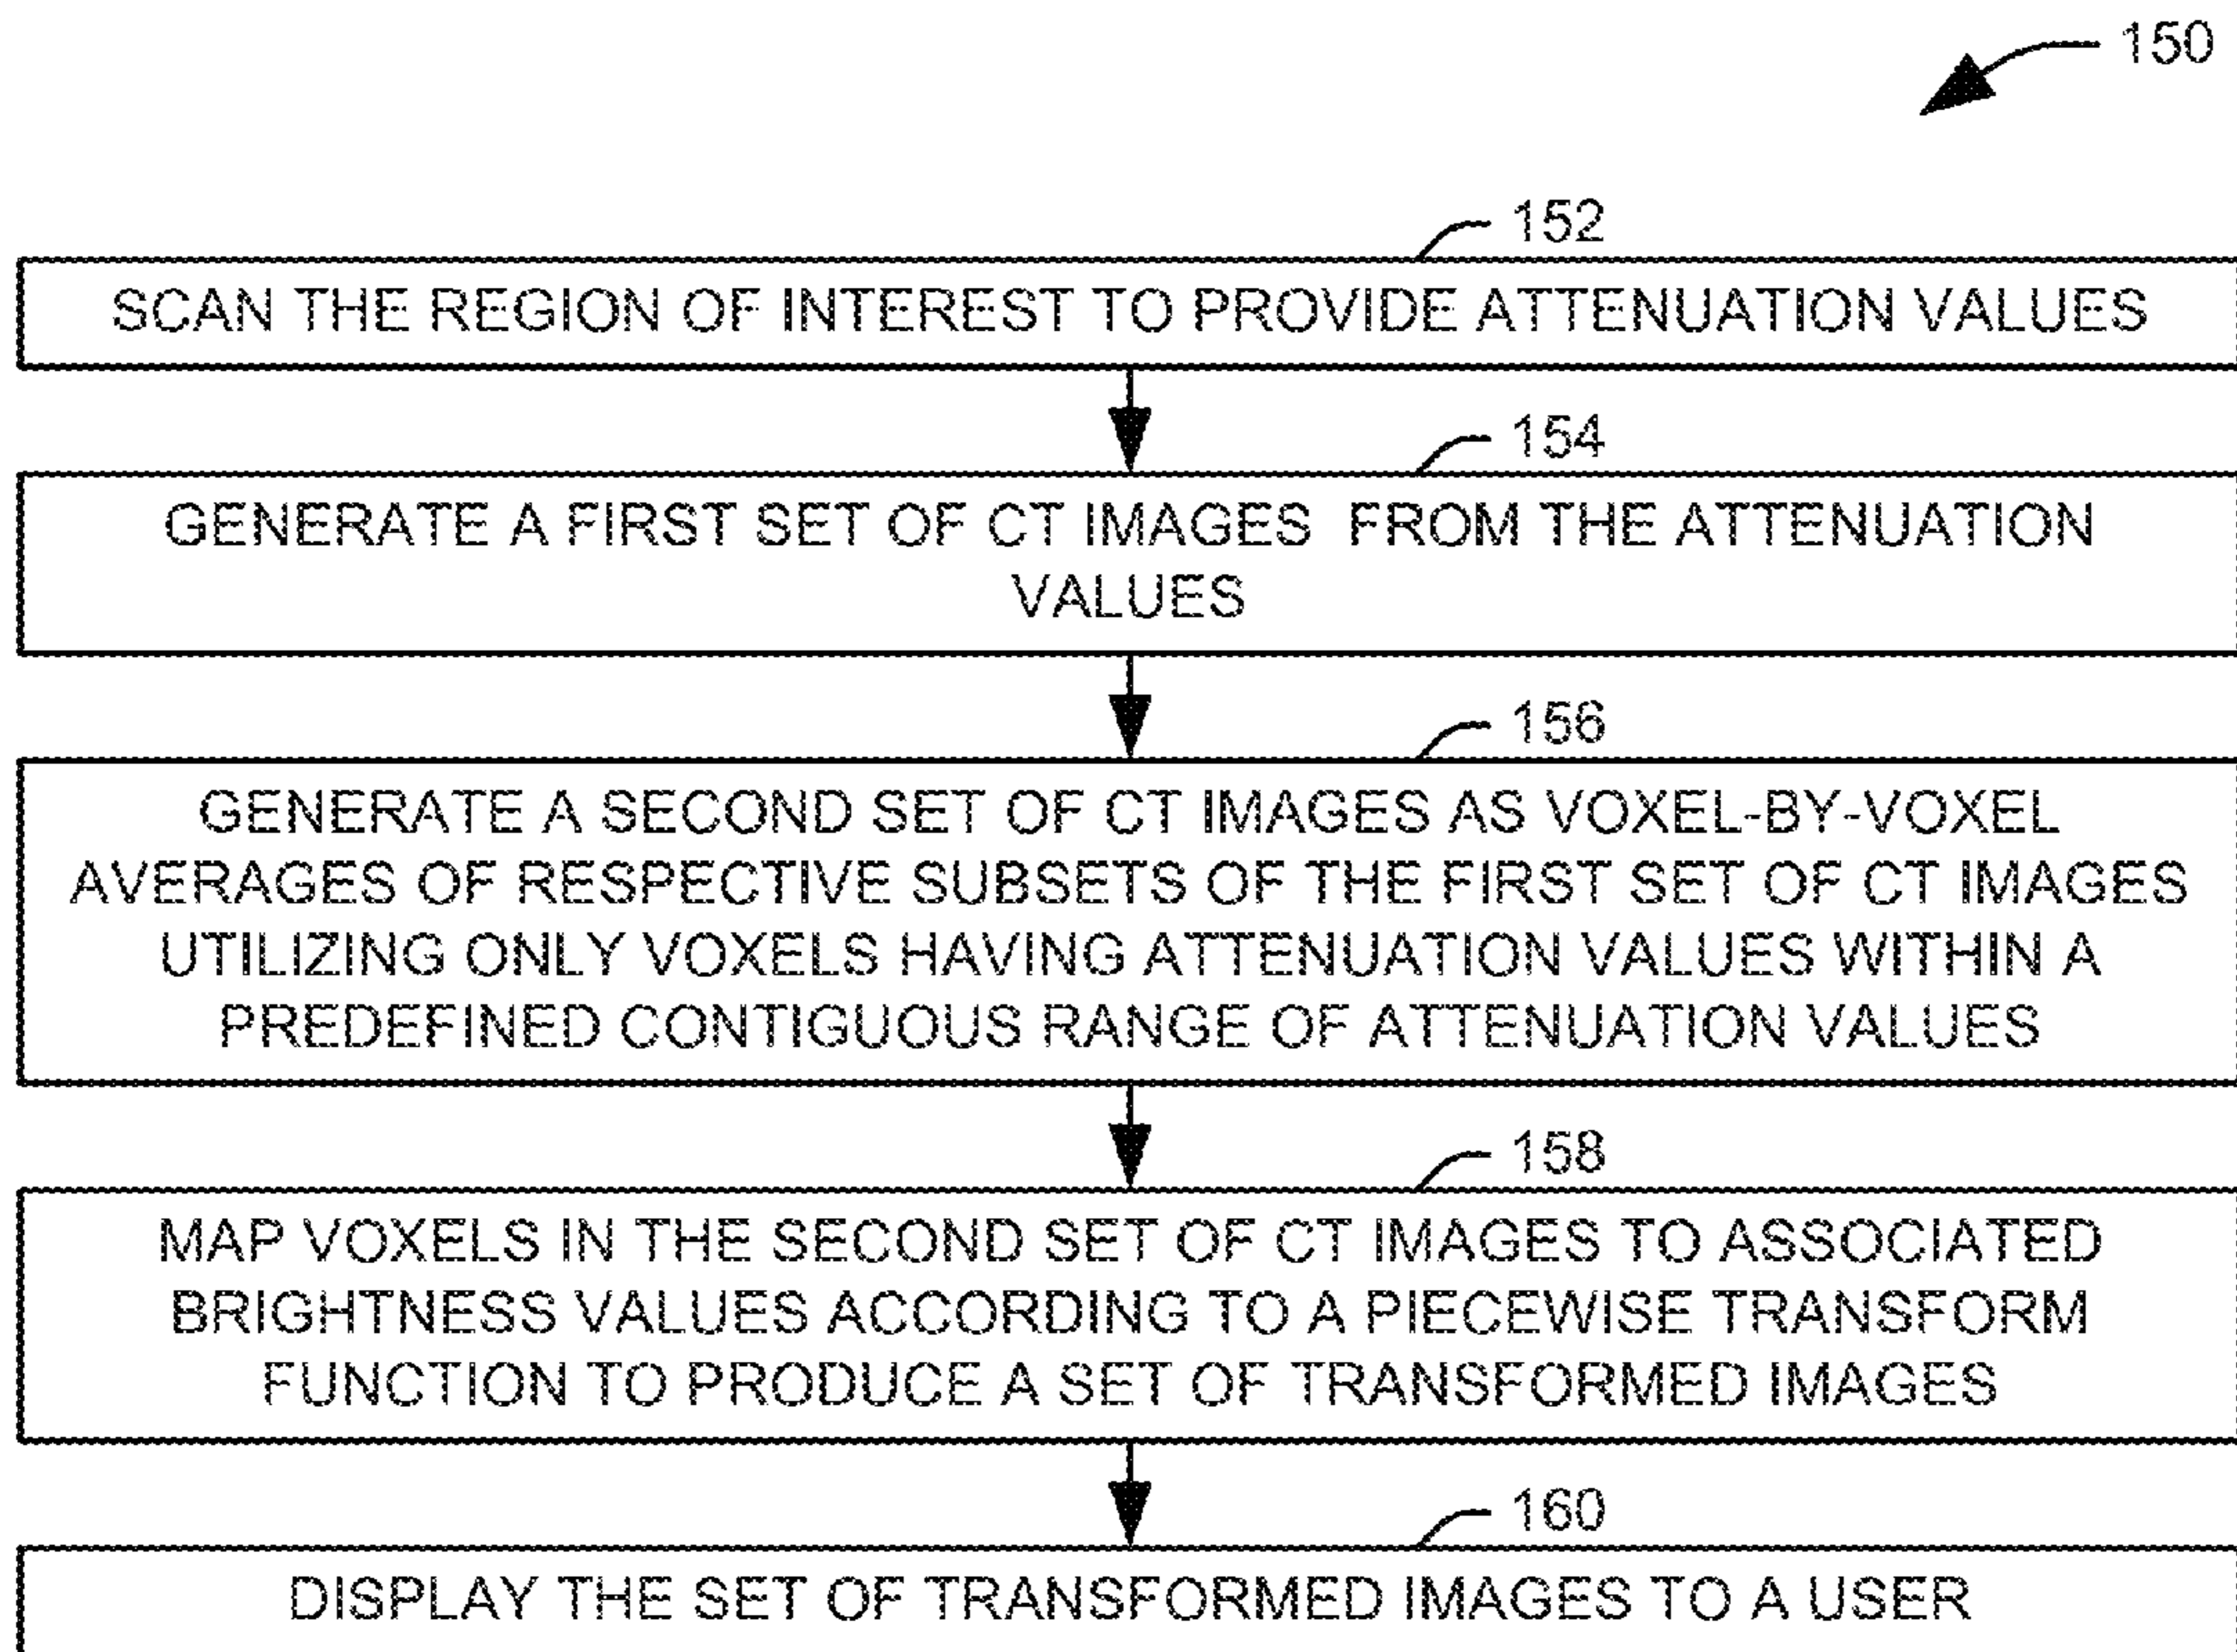 150
152
SCAN THE REGION OF INTEREST TO PROVIDE ATTENUATION VALUES
154
GENERATE A FIRST SET OF CT IMAGES FROM THE ATTENUATION
VALUES
156
GENERATE A SECOND SET OF CT IMAGES AS VOXEL-BY-VOXEL
AVERAGES OF RESPECTIVE SUBSETS OF THE FIRST SET OF CT IMAGES
UTILIZING ONLY VOXELS HAVING ATTENUATION VALUES WITHIN A
PREDEFINED CONTIGUOUS RANGE OF ATTENUATION VALUES
158
MAP VOXELS IN THE SECOND SET OF CT IMAGES TO ASSOCIATED
BRIGHTNESS VALUES ACCORDING TO A PIECEWISE TRANSFORM
FUNCTION TO PRODUCE A SET OF TRANSFORMED IMAGES
160
DISPLAY THE SET OF TRANSFORMED IMAGES TO A USER